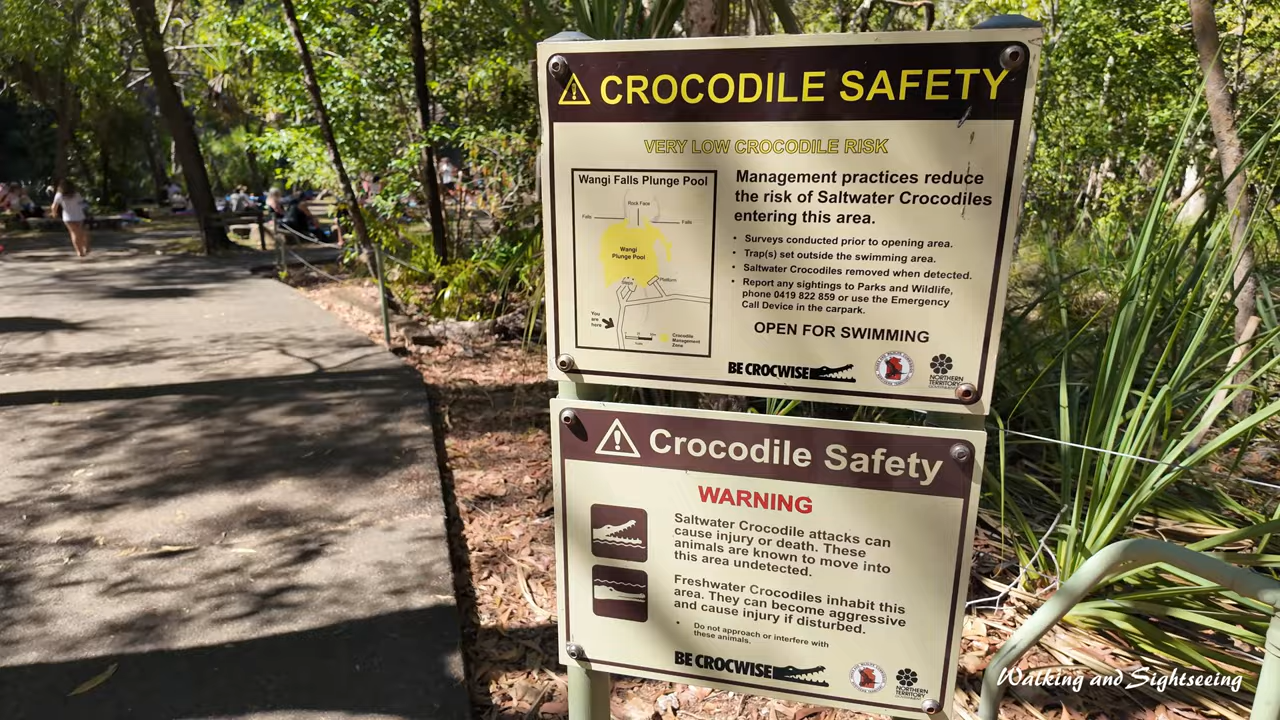 CROCODILE SAFETY
VERY LOW CROCODILE RISK
Wangi Falls Plunge Pool
Rock Face
Falls
Falls
Wangi
Plunge Pool
Platform
Steps
You
are
here
Crocodile
Management
Zone
Management practices reduce
the risk of Saltwater Crocodiles
entering this area.
• Surveys conducted prior to opening area.
• Trap(s) set outside the swimming area.
• Saltwater Crocodiles removed when detected.
• Report any sightings to Parks and Wildlife,
phone 0419 822 859 or use the Emergency
Call Device in the carpark.
OPEN FOR SWIMMING
BE CROCWISE
NORTHERN
TERRITORY
GOVERNMENT
Crocodile Safety
WARNING
Saltwater Crocodile attacks can
cause injury or death. These
animals are known to move into
this area undetected.
Freshwater Crocodiles inhabit this
area. They can become aggressive
and cause injury if disturbed.
• Do not approach or interfere with
these animals.
BE CROCWISE
NORTHERN
TERRITORY
Walking and Sightseeing